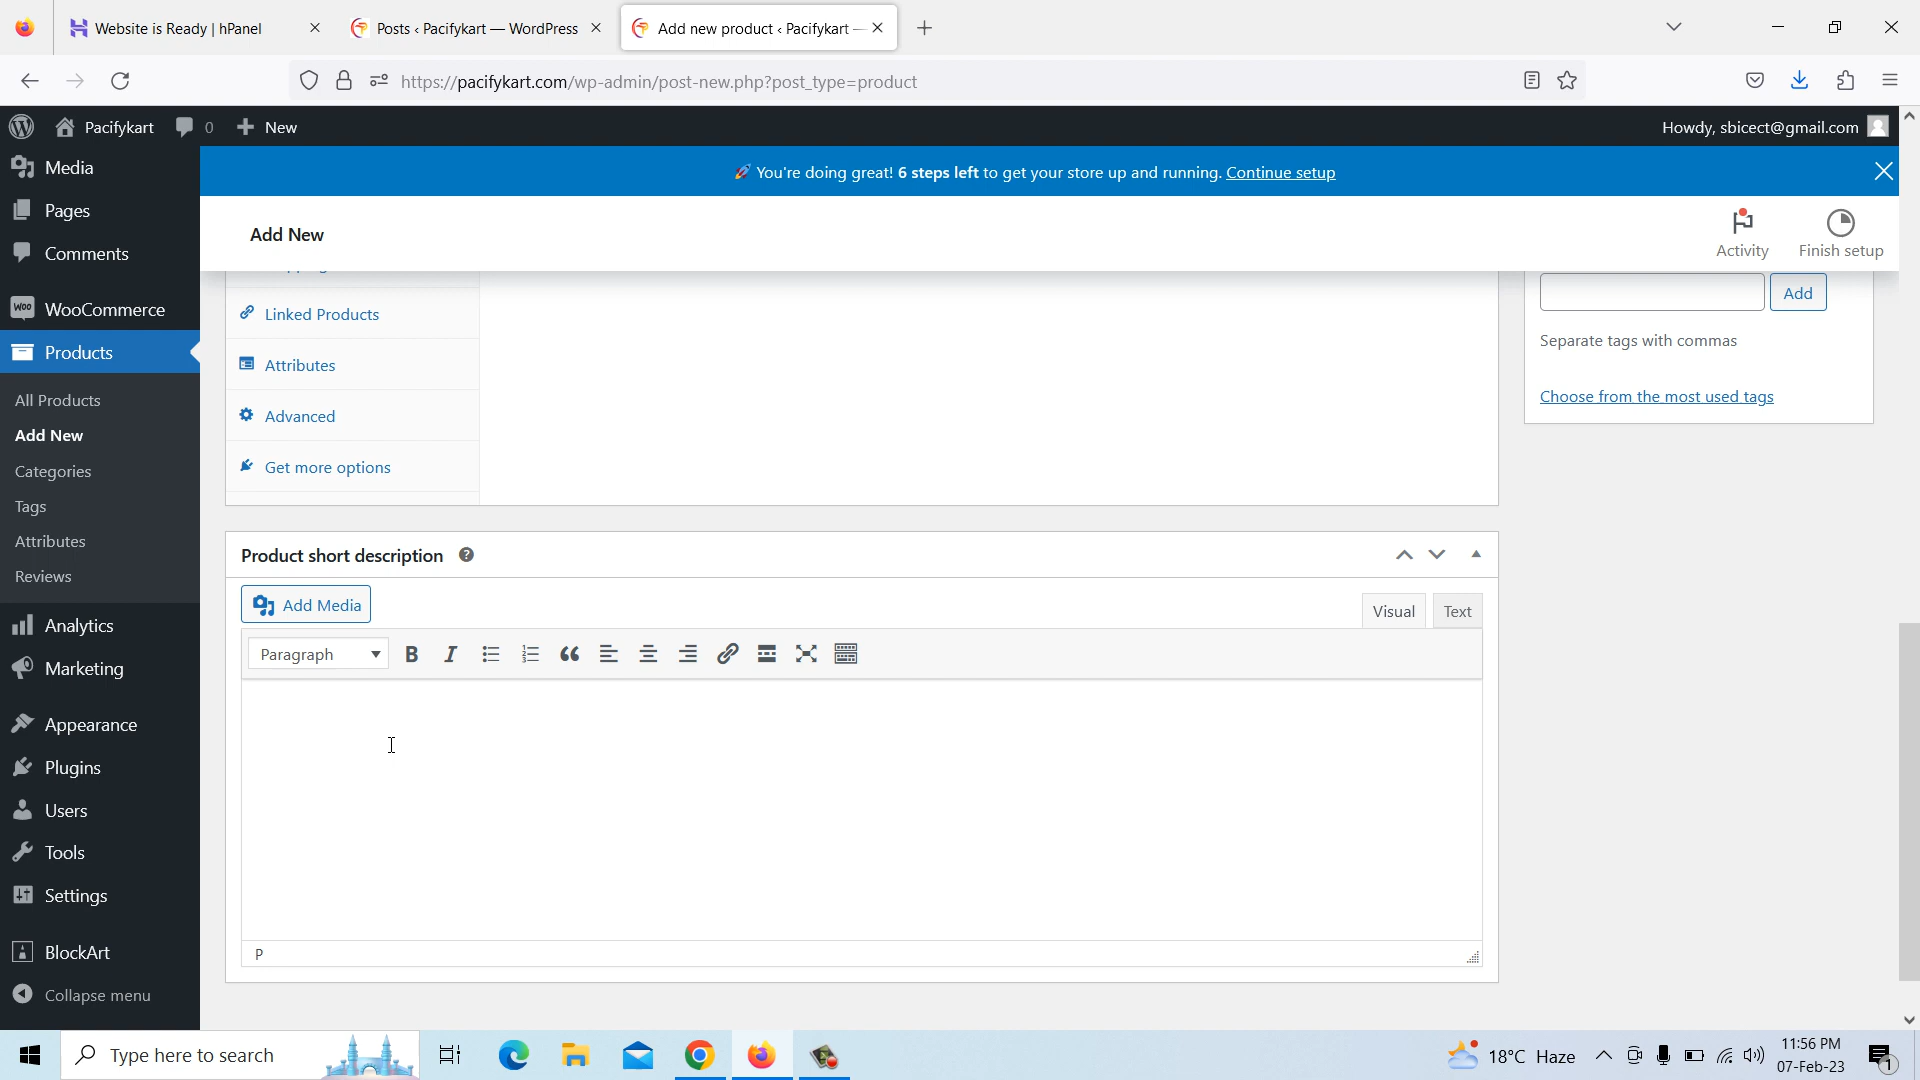 Website is Ready | hPanel
Posts ‹ Pacifykart — WordPress
Add new product ‹ Pacifykart —
https://pacifykart.com/wp-admin/post-new.php?post_type=product
Pacifykart
0
New
Howdy, sbicect@gmail.com
🚀 You're doing great! 6 steps left to get your store up and running. Continue setup
Add New
Activity
Finish setup
Media
Pages
Comments
WooCommerce
Products
All Products
Add New
Categories
Tags
Attributes
Reviews
Analytics
Marketing
Appearance
Plugins
Users
Tools
Settings
BlockArt
Collapse menu
Linked Products
Attributes
Advanced
Get more options
Add
Separate tags with commas
Choose from the most used tags
Product short description
Add Media
Visual
Text
Paragraph
P
Type here to search
18°C Haze
11:56 PM
07-Feb-23
1